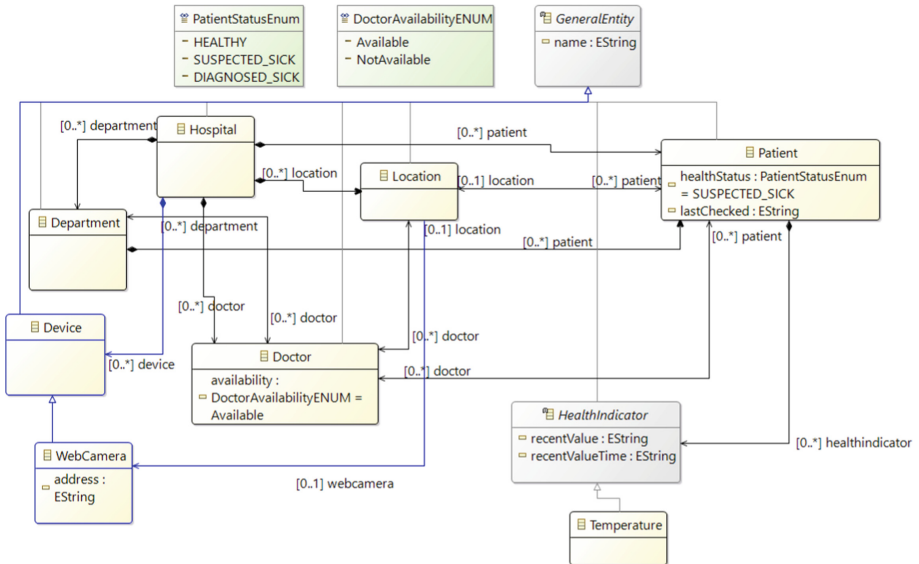 PatientStatusEnum
HEALTHY
SUSPECTED_SICK
DIAGNOSED_SICK
DoctorAvailabilityENUM
Available
NotAvailable
GeneralEntity
name : EString
[0..*] department
Hospital
[0..*] patient
[0..*] location
Location
[0..1] location
[0..*] patient
Patient
healthStatus : PatientStatusEnum
= SUSPECTED_SICK
lastChecked : EString
Department
[0..*] department
[0..1] location
[0..*] patient
[0..*] patient
[0..*] doctor
[0..*] doctor
Device
[0..*] device
[0..*] doctor
[0..*] doctor
Doctor
availability :
DoctorAvailabilityENUM =
Available
HealthIndicator
recentValue : EString
recentValueTime : EString
[0..*] healthindicator
WebCamera
address :
EString
[0..1] webcamera
Temperature